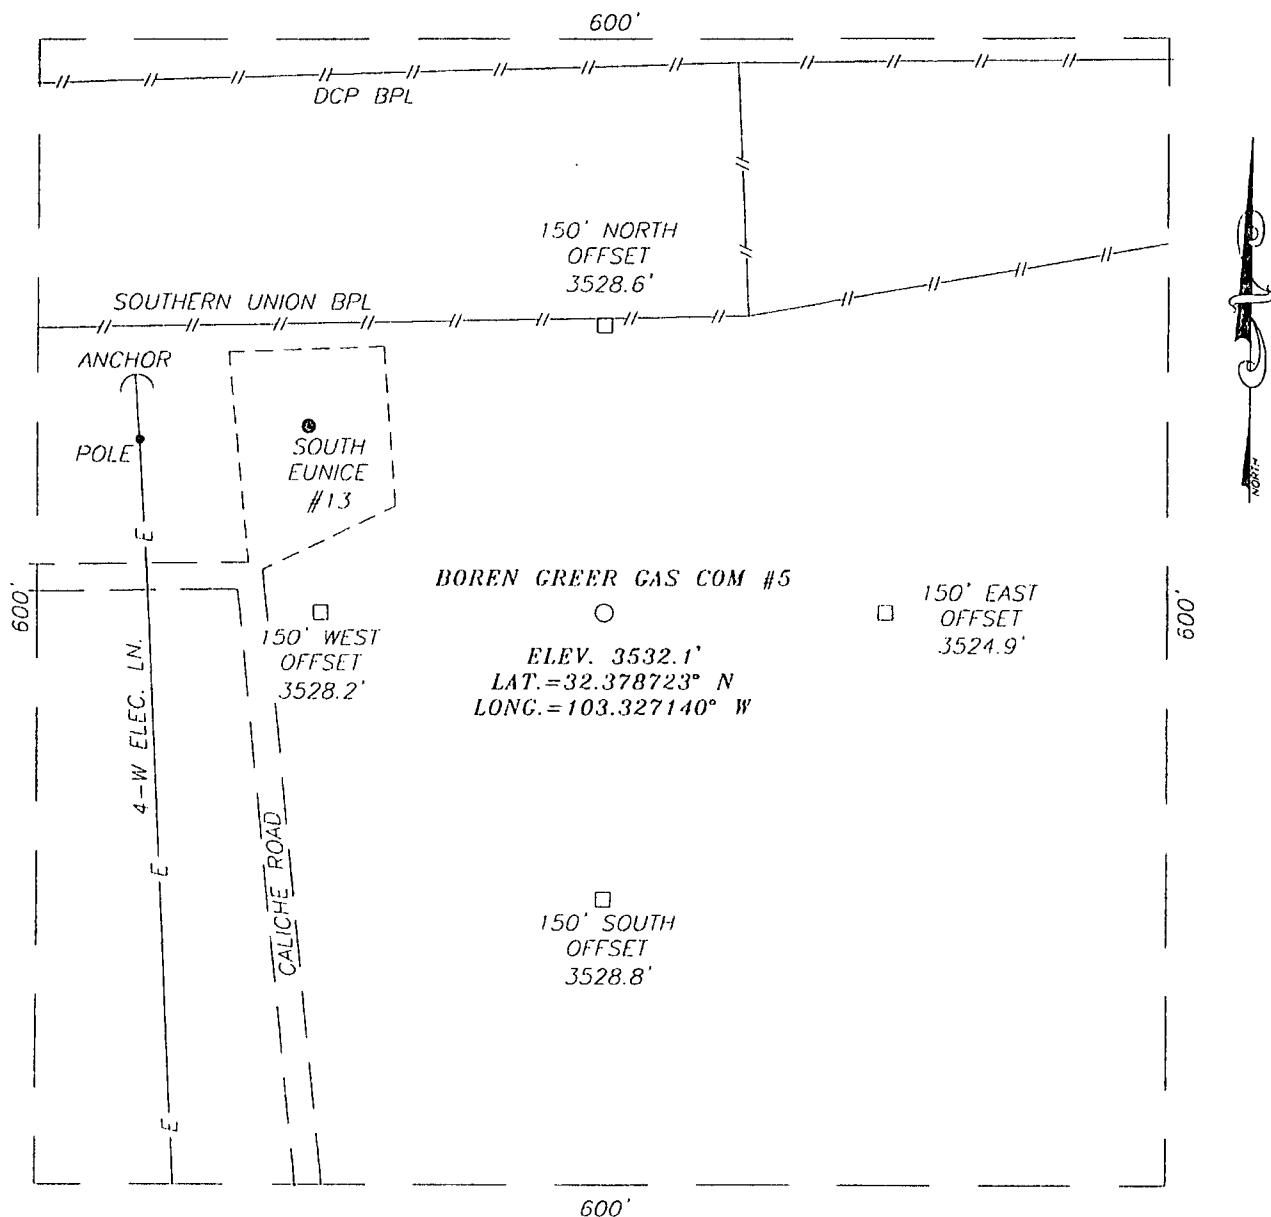 600'
DCP BPL
150' NORTH
OFFSET
3528.6'
SOUTHERN UNION BPL
ANCHOR
POLE
SOUTH
EUNICE
#13
NORTH
E
BOREN GREER GAS COM #5
600'
150' WEST
OFFSET
3528.2'
ELEV. 3532.1'
LAT.=32.378723° N
LONG.=103.327140° W
150' EAST
OFFSET
3524.9'
600'
4-W ELEC. LN.
E
CALICHE ROAD
150' SOUTH
OFFSET
3528.8'
E
600'